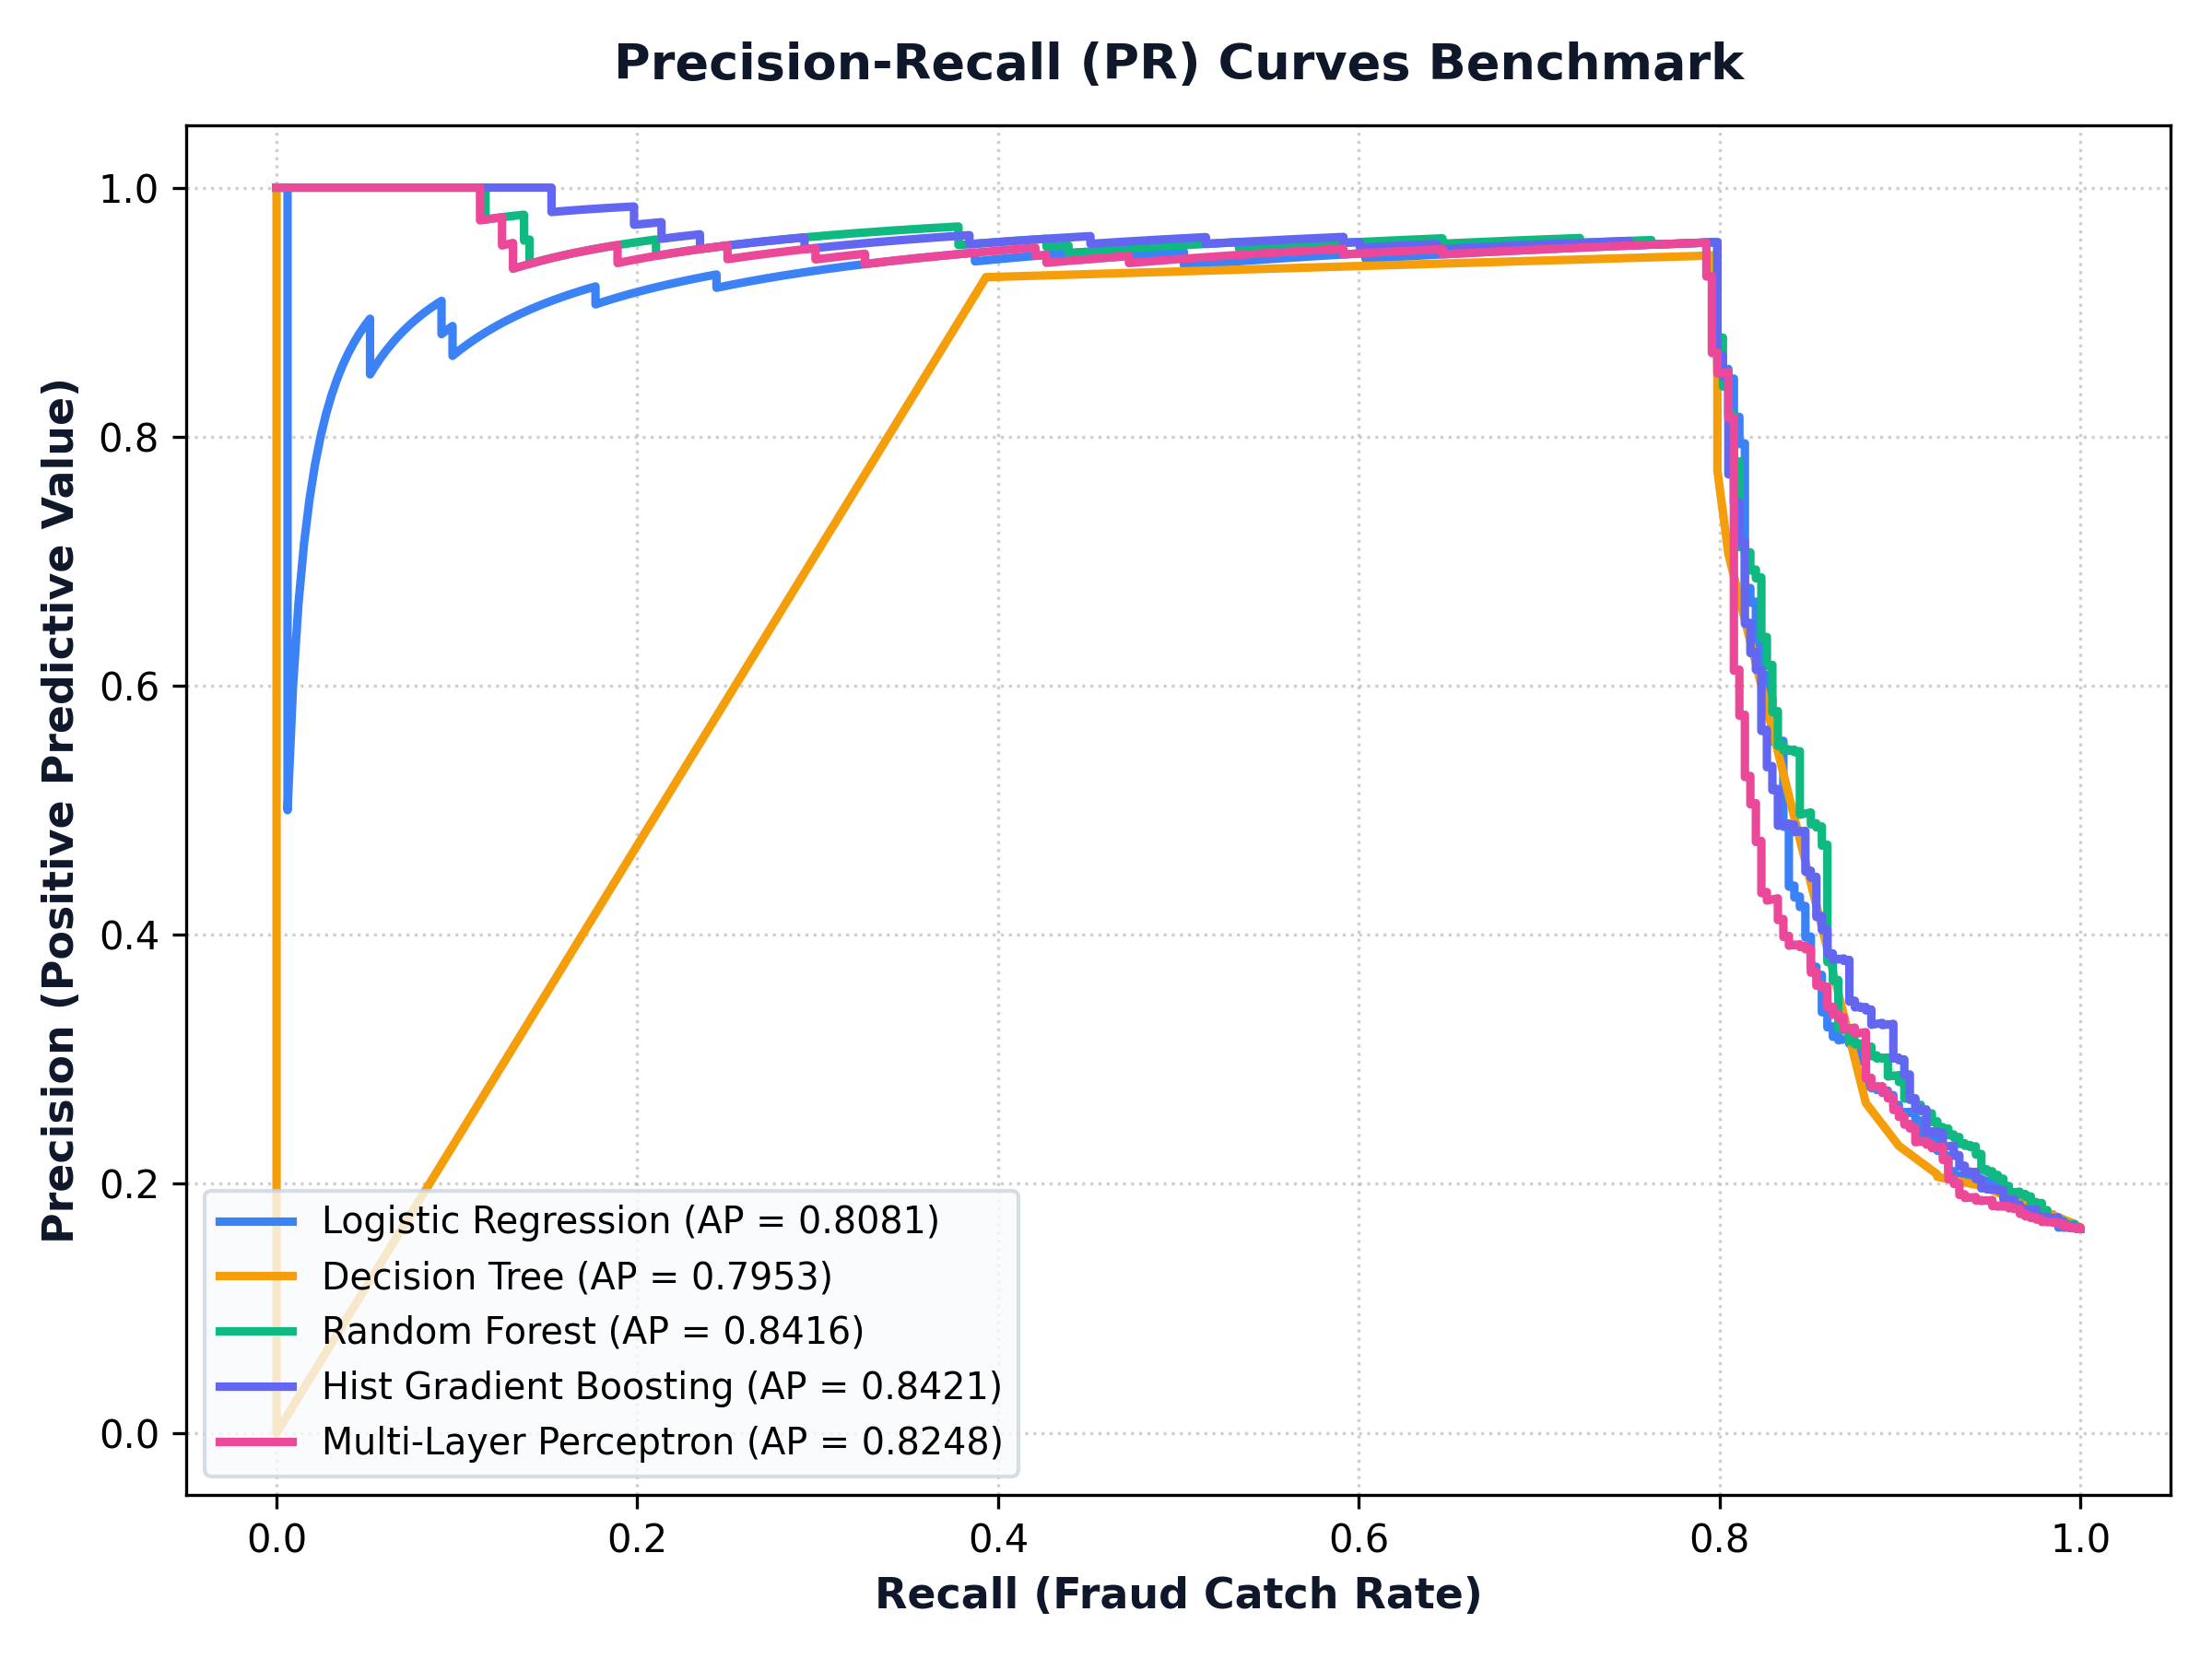 Precision-Recall (PR) Curves Benchmark
Precision (Positive Predictive Value)
1.0
0.8
0.6
0.4
0.2
0.0
Logistic Regression (AP = 0.8081)
Decision Tree (AP = 0.7953)
Random Forest (AP = 0.8416)
Hist Gradient Boosting (AP = 0.8421)
Multi-Layer Perceptron (AP = 0.8248)
0.0 0.2 0.4 0.6 0.8 1.0
Recall (Fraud Catch Rate)